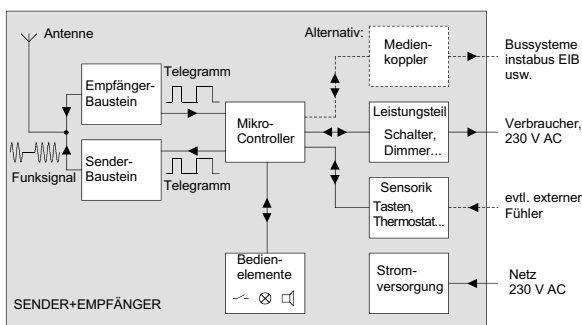 Antenne
Alternativ:
Medien-
koppler
Bussysteme
instabus EIB
usw.
Empfänger-
Baustein
Telegramm
Mikro-
Controller
Leistungsteil
Schalter,
Dimmer...
Verbraucher,
230 V AC
Sender-
Baustein
Funksignal
Telegramm
Sensorik
Tasten,
Thermostat...
evtl. externer
Fühler
Bedien-
elemente
Strom-
versorgung
Netz
230 V AC
SENDER+EMPFÄNGER